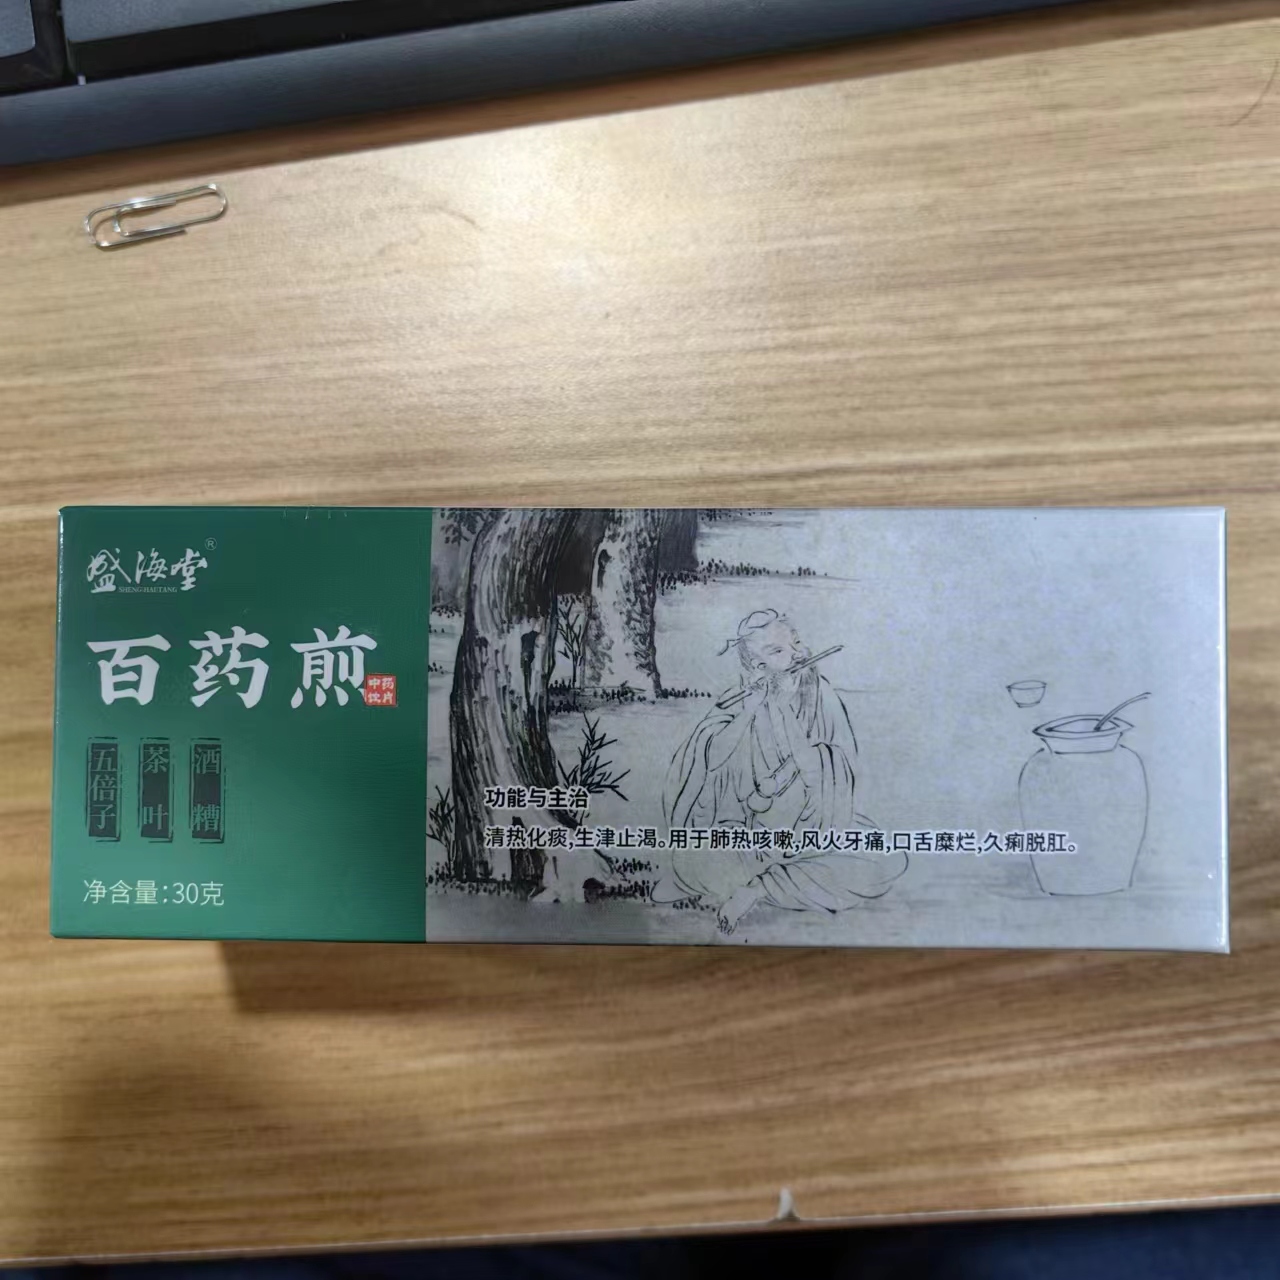 盛海堂®
SHENG-HAITANG
百药煎
中药
饮片
五倍子
茶叶
酒糟
净含量:30克
功能与主治
清热化痰,生津止渴。用于肺热咳嗽,风火牙痛,口舌糜烂,久痢脱肛。